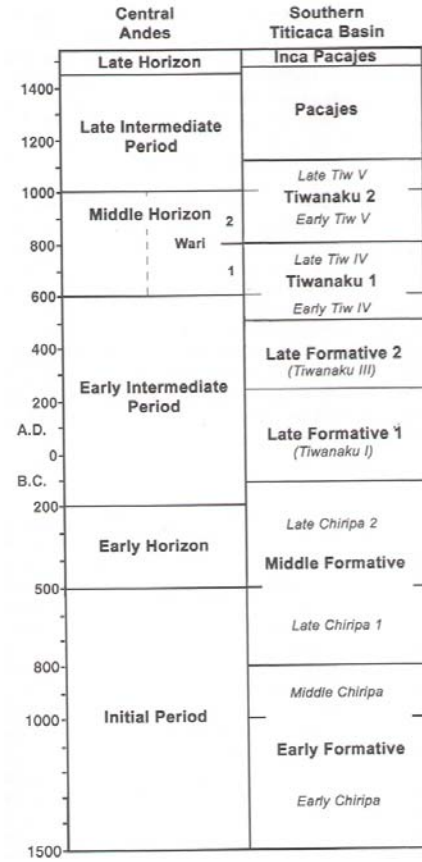 Central
Andes
Southern
Titicaca Basin
Late Horizon
Inca Pacajes
1400
Pacajes
1200
Late Intermediate
Period
Late Tiw V
1000
Tiwanaku 2
Middle Horizon
2
Early Tiw V
Wari
800
Late Tiw IV
1
Tiwanaku 1
600
Early Tiw IV
400
Late Formative 2
(Tiwanaku III)
Early Intermediate
Period
200
A.D.
Late Formative 1
0
(Tiwanaku I)
B.C.
200
Late Chiripa 2
Early Horizon
Middle Formative
500
Late Chiripa 1
800
Middle Chiripa
1000
Initial Period
Early Formative
Early Chiripa
1500